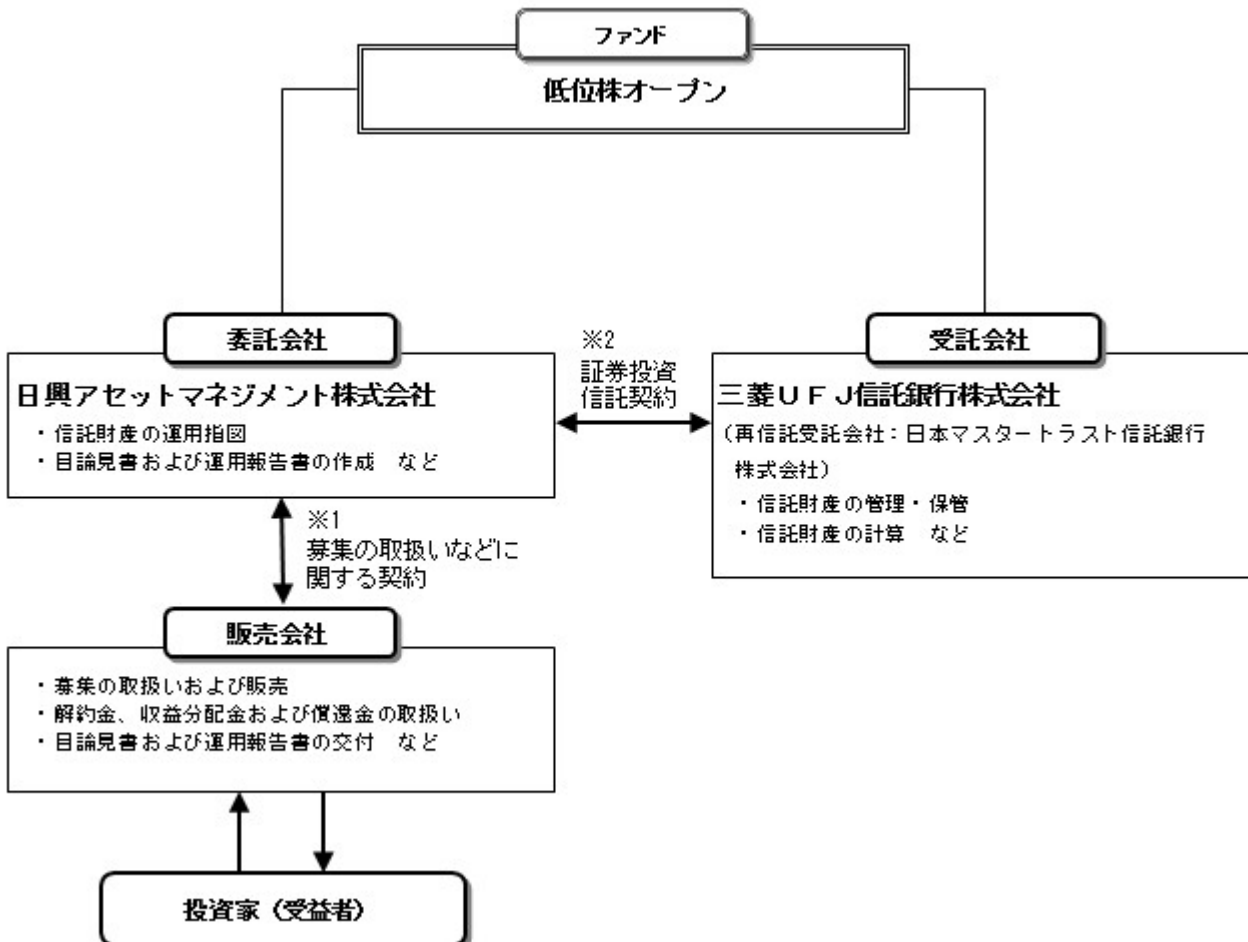 ファンド
低位株オープン
委託会社
日興アセットマネジメント株式会社
・信託財産の運用指図
・目論見書および運用報告書の作成　など
※2
証券投資
信託契約
受託会社
三菱ＵＦＪ信託銀行株式会社
（再信託受託会社：日本マスタートラスト信託銀行
株式会社）
・信託財産の管理・保管
・信託財産の計算　など
※1
募集の取扱いなどに
関する契約
販売会社
・募集の取扱いおよび販売
・解約金、収益分配金および償還金の取扱い
・目論見書および運用報告書の交付　など
投資家（受益者）